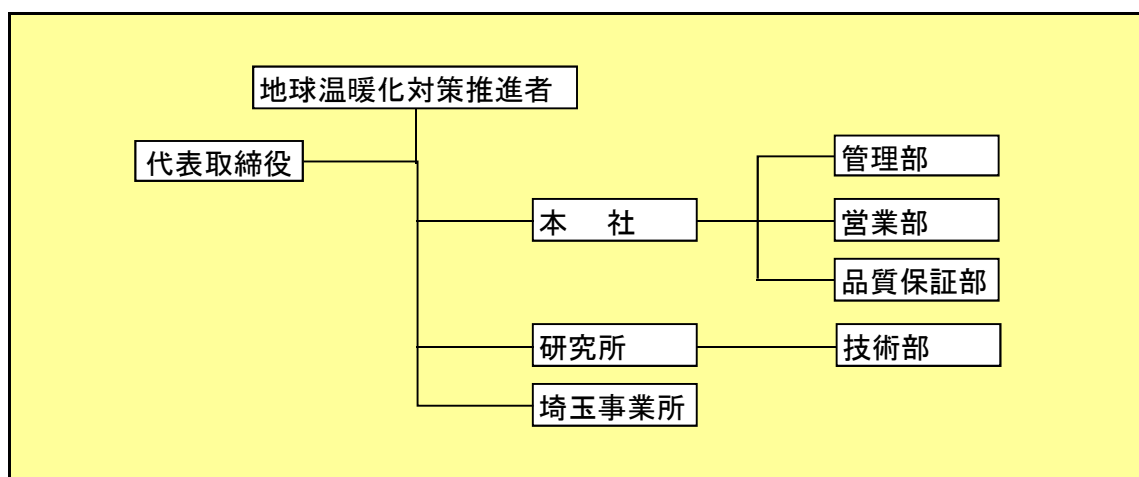 地球温暖化対策推進者
代表取締役
管理部
本　社
営業部
品質保証部
研究所
技術部
埼玉事業所